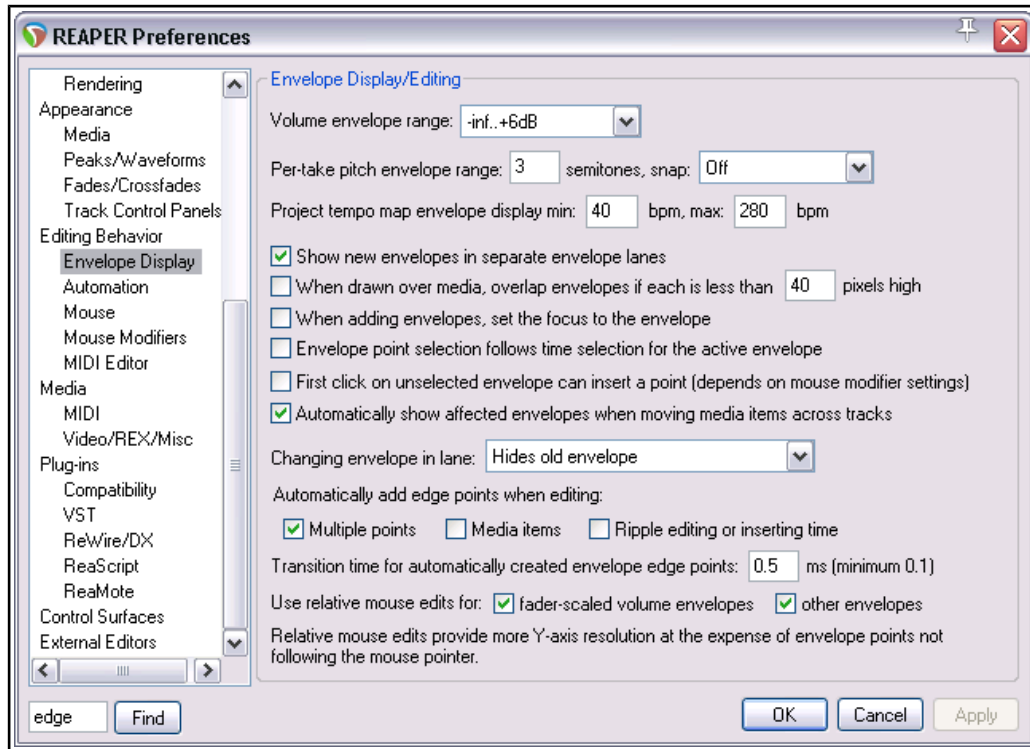 REAPER Preferences
Rendering
Appearance
Media
Peaks/Waveforms
Fades/Crossfades
Track Control Panels
Editing Behavior
Envelope Display
Automation
Mouse
Mouse Modifiers
MIDI Editor
Media
MIDI
Video/REX/Misc
Plug-ins
Compatibility
VST
ReWire/DX
ReaScript
ReaMote
Control Surfaces
External Editors
edge Find
Envelope Display/Editing
Volume envelope range: -inf..+6dB
Per-take pitch envelope range: 3 semitones, snap: Off
Project tempo map envelope display min: 40 bpm, max: 280 bpm
Show new envelopes in separate envelope lanes
When drawn over media, overlap envelopes if each is less than 40 pixels high
When adding envelopes, set the focus to the envelope
Envelope point selection follows time selection for the active envelope
First click on unselected envelope can insert a point (depends on mouse modifier settings)
Automatically show affected envelopes when moving media items across tracks
Changing envelope in lane: Hides old envelope
Automatically add edge points when editing:
Multiple points Media items Ripple editing or inserting time
Transition time for automatically created envelope edge points: 0.5 ms (minimum 0.1)
Use relative mouse edits for: fader-scaled volume envelopes other envelopes
Relative mouse edits provide more Y-axis resolution at the expense of envelope points not
following the mouse pointer.
OK Cancel Apply